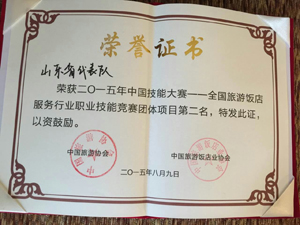 荣誉证书
山东省代表队
荣获二〇一五年中国技能大赛——全国旅游饭店
服务行业职业技能竞赛团体项目第二名，特发此证，
以资鼓励。
中国旅游协会 中国旅游饭店业协会
二〇一五年八月九日